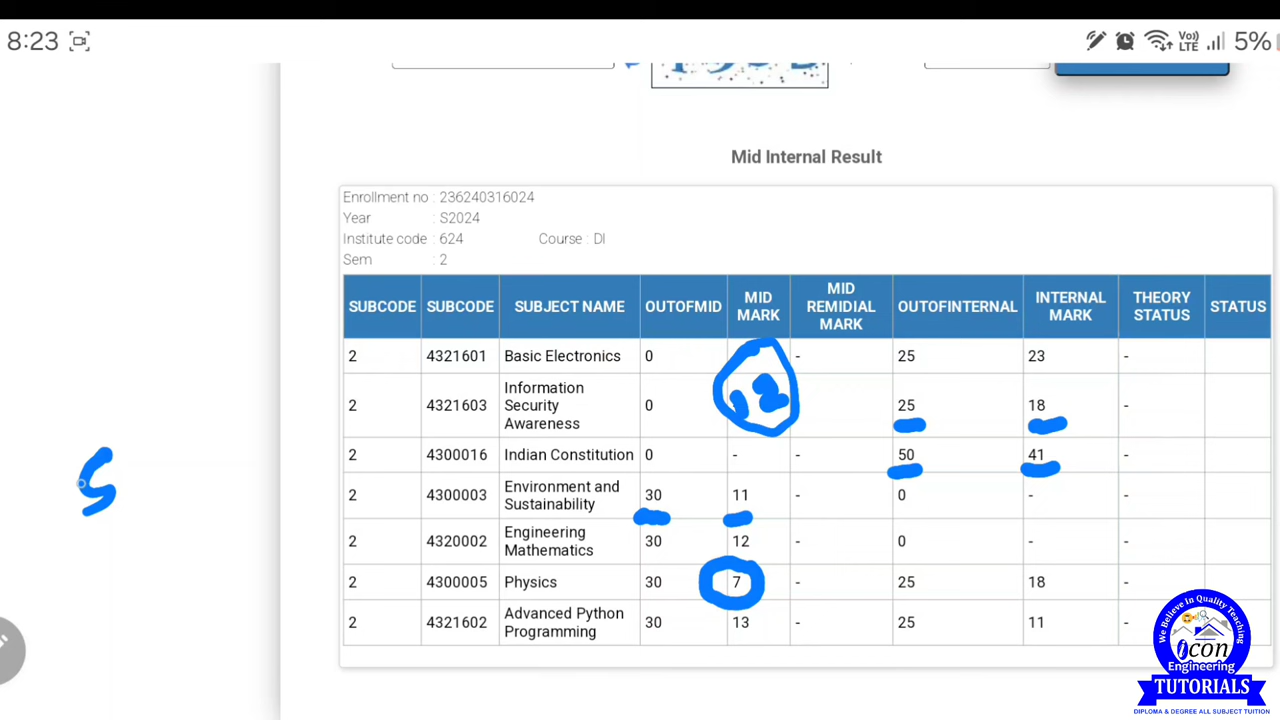 8:23 Vo) LTE 5%
Mid Internal Result
Enrollment no : 236240316024
Year : S2024
Institute code : 624 Course : DI
Sem : 2
SUBCODE SUBCODE SUBJECT NAME OUTOFMID MID MARK MID REMIDIAL MARK OUTOFINTERNAL INTERNAL MARK THEORY STATUS STATUS
2 4321601 Basic Electronics 0 - 25 23 -
2 4321603 Information Security Awareness 0 12 25 18 -
2 4300016 Indian Constitution 0 - - 50 41 -
2 4300003 Environment and Sustainability 30 11 - 0 - -
2 4320002 Engineering Mathematics 30 12 - 0 - -
2 4300005 Physics 30 7 - 25 18 -
2 4321602 Advanced Python Programming 30 13 - 25 11 -
S
We Believe In Quality Teaching
icon
Engineering
TUTORIALS
DIPLOMA & DEGREE ALL SUBJECT TUITION